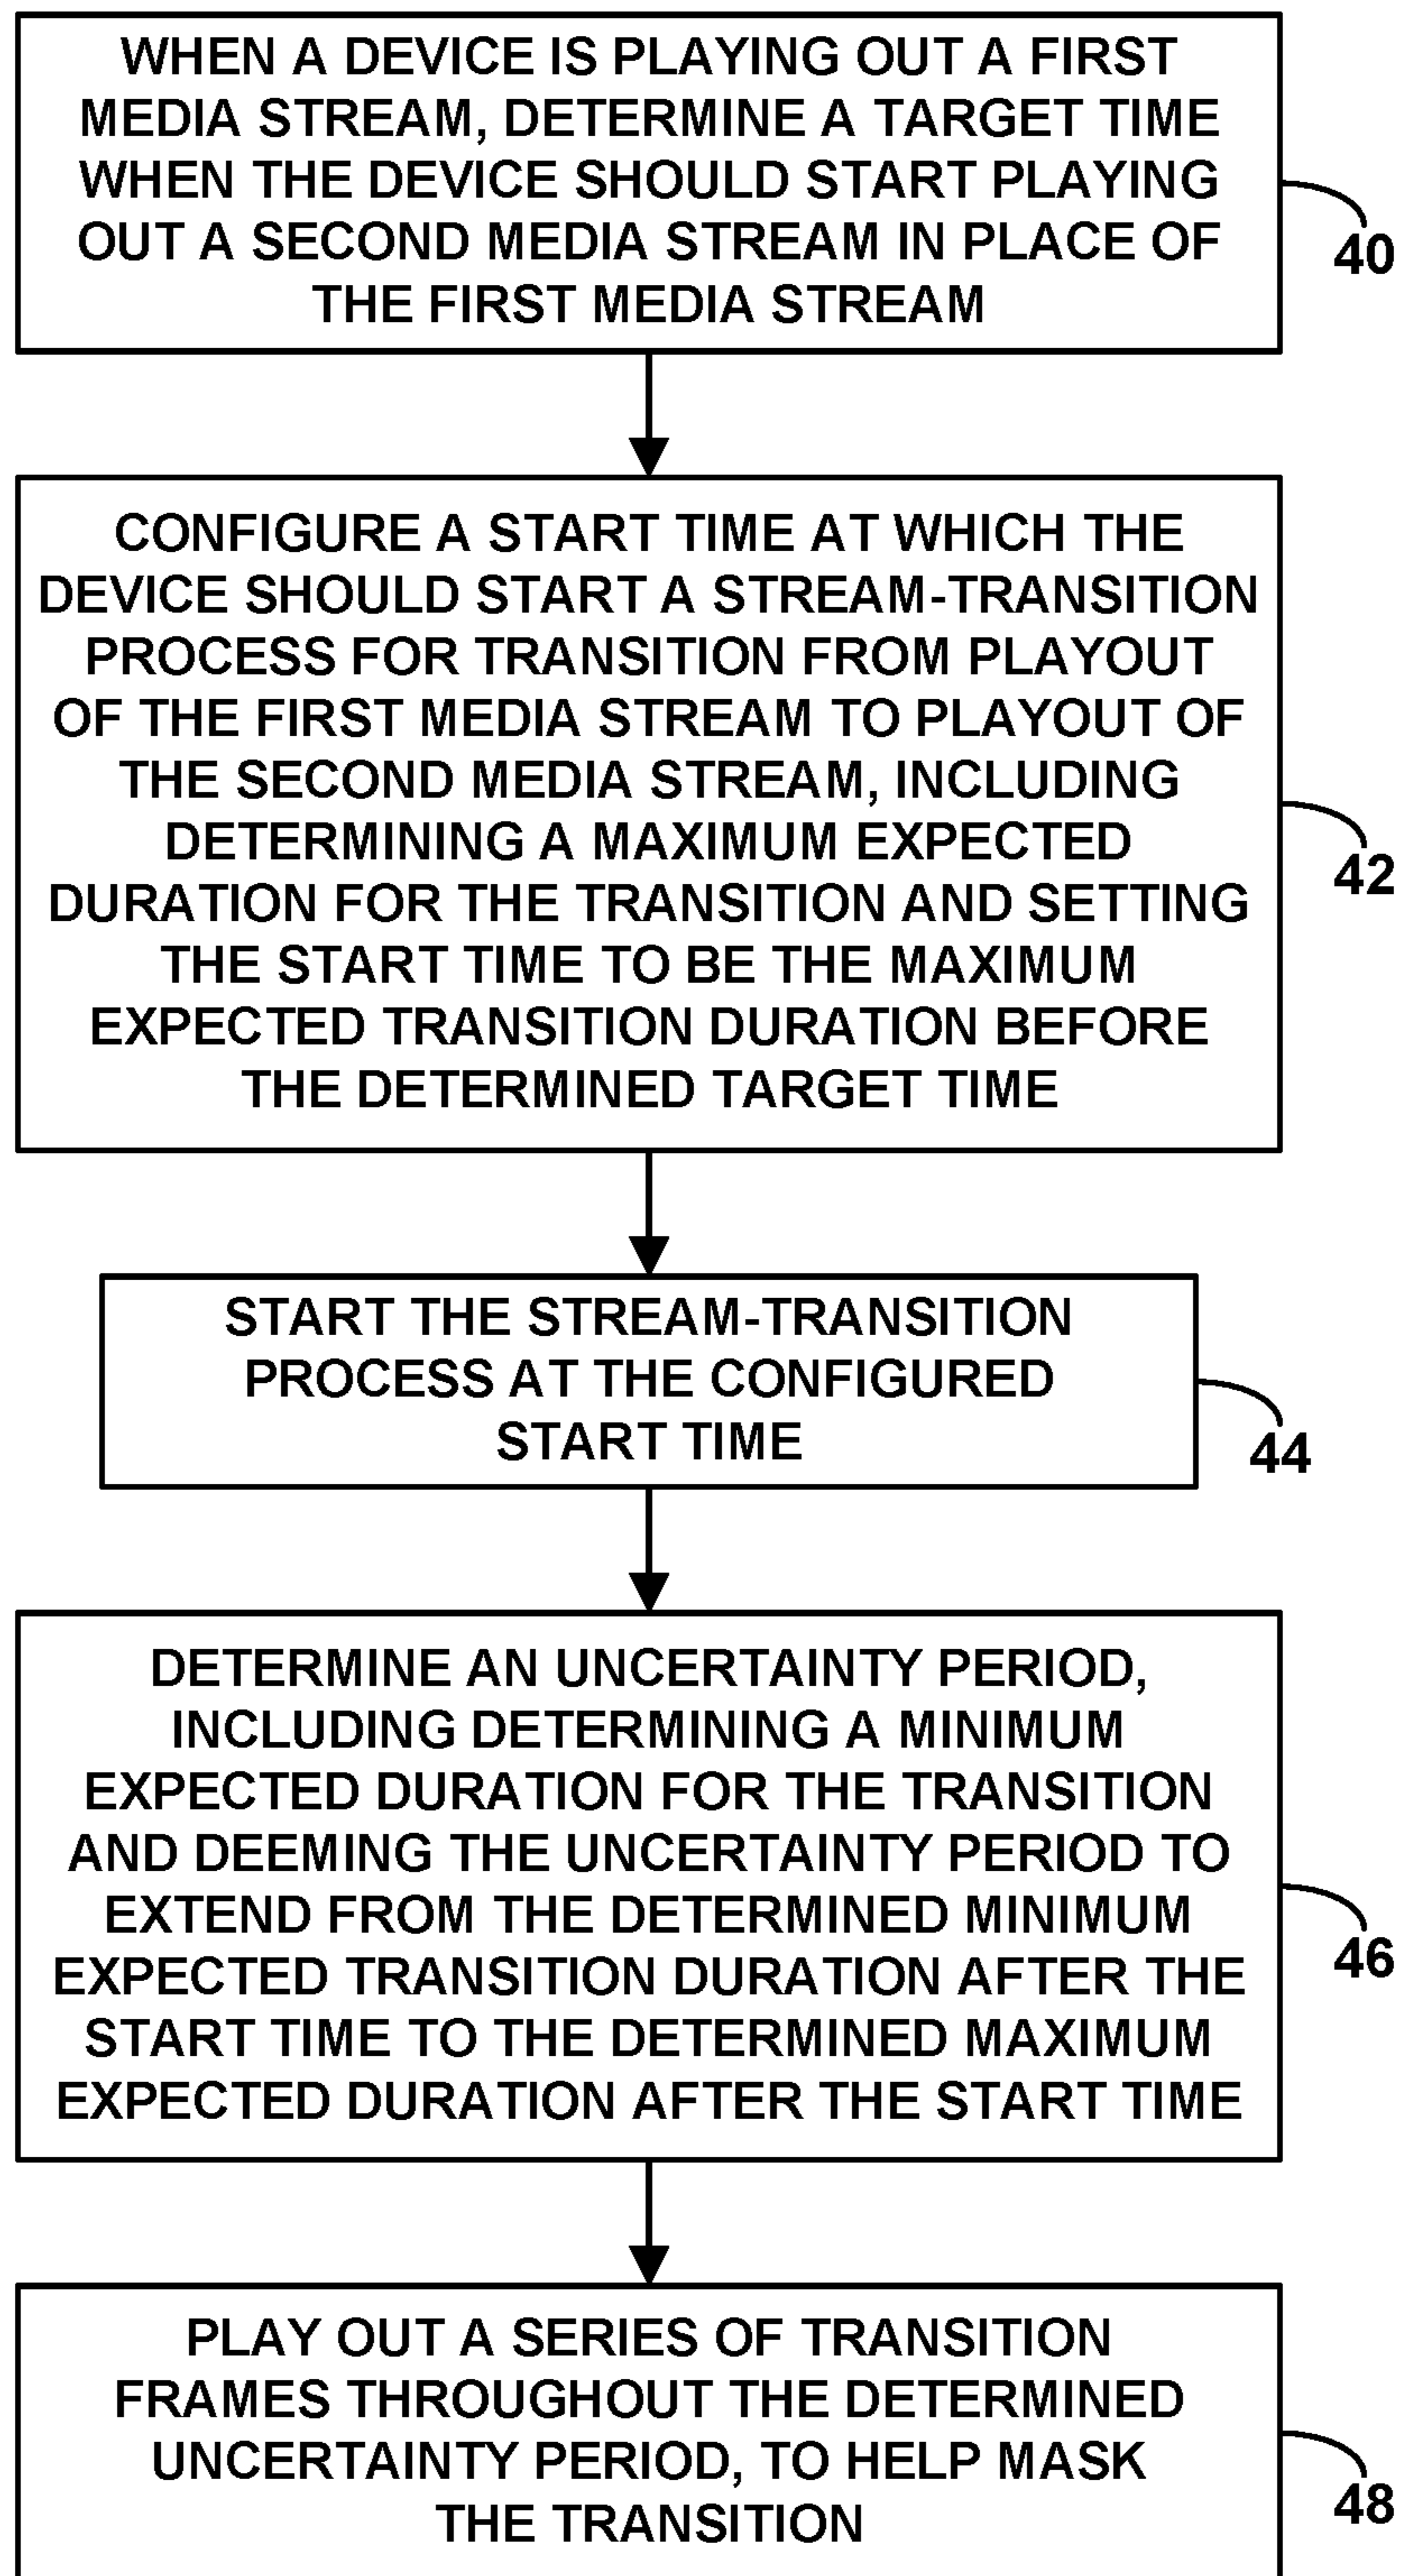 WHEN A DEVICE IS PLAYING OUT A FIRST
MEDIA STREAM, DETERMINE A TARGET TIME
WHEN THE DEVICE SHOULD START PLAYING
OUT A SECOND MEDIA STREAM IN PLACE OF
THE FIRST MEDIA STREAM
40
CONFIGURE A START TIME AT WHICH THE
DEVICE SHOULD START A STREAM-TRANSITION
PROCESS FOR TRANSITION FROM PLAYOUT
OF THE FIRST MEDIA STREAM TO PLAYOUT OF
THE SECOND MEDIA STREAM, INCLUDING
DETERMINING A MAXIMUM EXPECTED
DURATION FOR THE TRANSITION AND SETTING
THE START TIME TO BE THE MAXIMUM
EXPECTED TRANSITION DURATION BEFORE
THE DETERMINED TARGET TIME
42
START THE STREAM-TRANSITION
PROCESS AT THE CONFIGURED
START TIME
44
DETERMINE AN UNCERTAINTY PERIOD,
INCLUDING DETERMINING A MINIMUM
EXPECTED DURATION FOR THE TRANSITION
AND DEEMING THE UNCERTAINTY PERIOD TO
EXTEND FROM THE DETERMINED MINIMUM
EXPECTED TRANSITION DURATION AFTER THE
START TIME TO THE DETERMINED MAXIMUM
EXPECTED DURATION AFTER THE START TIME
46
PLAY OUT A SERIES OF TRANSITION
FRAMES THROUGHOUT THE DETERMINED
UNCERTAINTY PERIOD, TO HELP MASK
THE TRANSITION
48